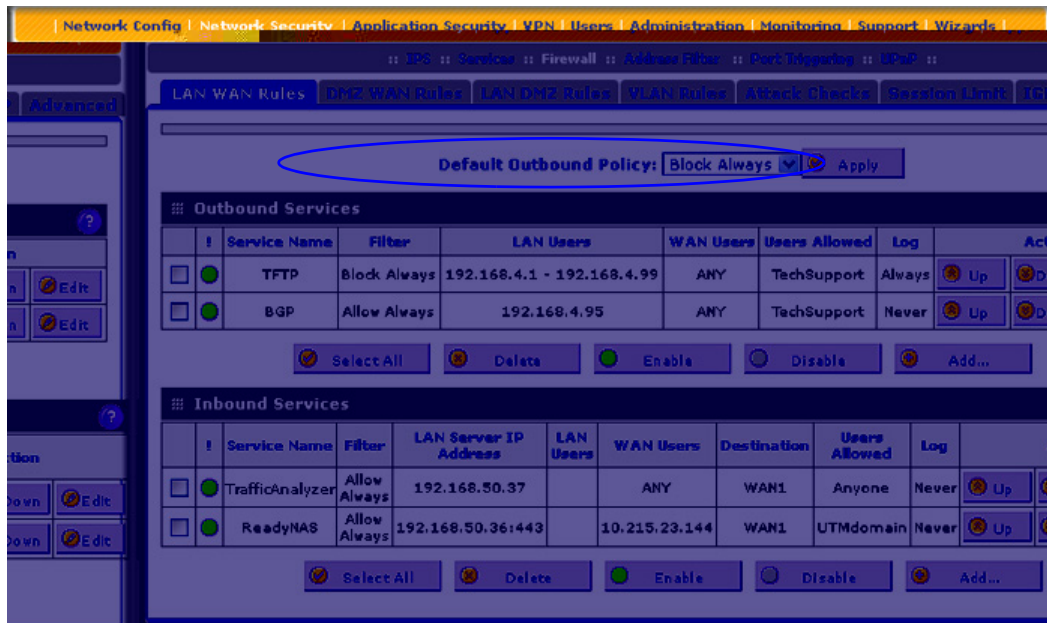 Network Config | Network Security | Application Security | VPN | Users | Administration | Monitoring | Support | Wizards |
:: IPS :: Services :: Firewall :: Address Filter :: Port Triggering :: UPnP ::
Advanced
LAN WAN Rules DMZ WAN Rules LAN DMZ Rules VLAN Rules Attack Checks Session Limit
Default Outbound Policy: Block Always Apply
Outbound Services
?
! Service Name Filter LAN Users WAN Users Users Allowed Log
TFTP Block Always 192.168.4.1 - 192.168.4.99 ANY TechSupport Always Up
Edit
BGP Allow Always 192.168.4.95 ANY TechSupport Never Up
Edit
Select All Delete Enable Disable Add...
Inbound Services
?
! Service Name Filter LAN Server IP Address LAN Users WAN Users Destination Users Allowed Log
TrafficAnalyzer Allow Always 192.168.50.37 ANY WAN1 Anyone Never Up
Down Edit
ReadyNAS Allow Always 192.168.50.36:443 10.215.23.144 WAN1 UTMdomain Never Up
Down Edit
Select All Delete Enable Disable Add...